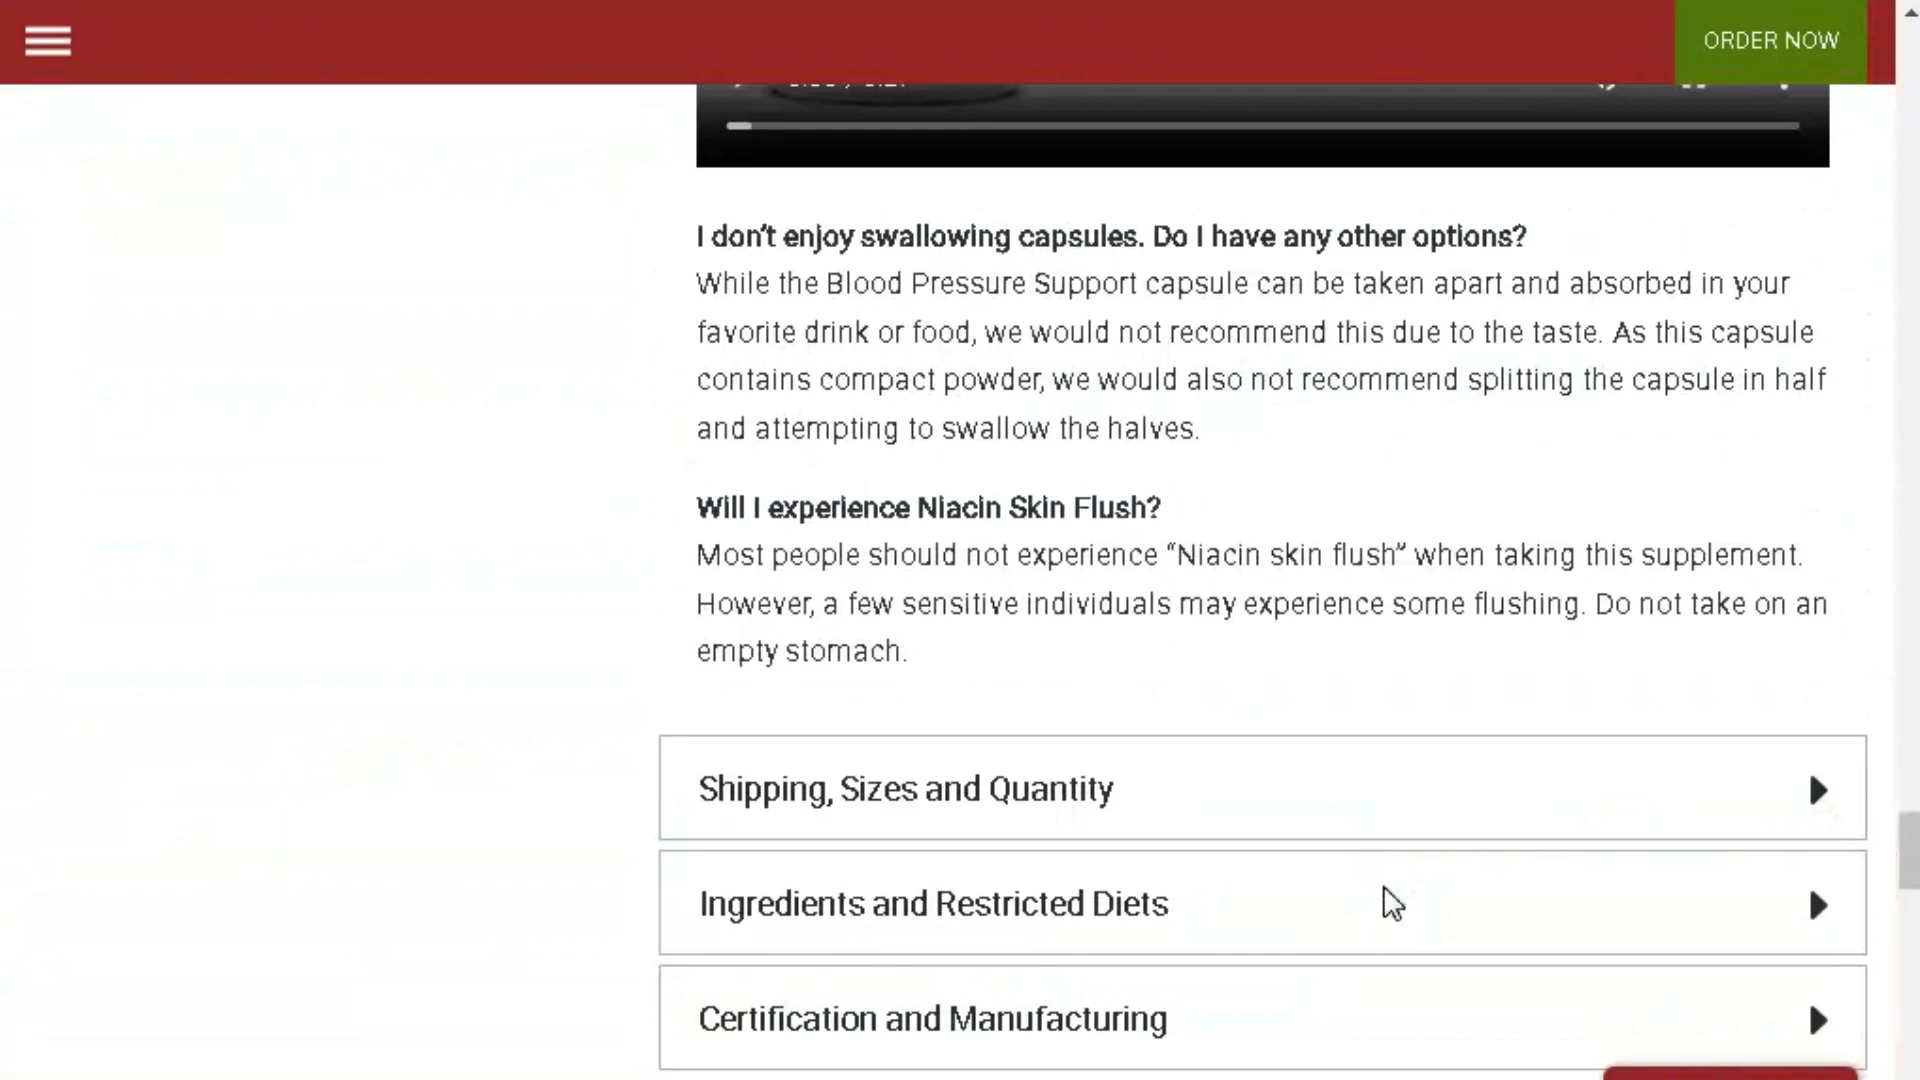 ORDER NOW
I don't enjoy swallowing capsules. Do I have any other options?
While the Blood Pressure Support capsule can be taken apart and absorbed in your
favorite drink or food, we would not recommend this due to the taste. As this capsule
contains compact powder, we would also not recommend splitting the capsule in half
and attempting to swallow the halves.
Will I experience Niacin Skin Flush?
Most people should not experience “Niacin skin flush” when taking this supplement.
However, a few sensitive individuals may experience some flushing. Do not take on an
empty stomach.
Shipping, Sizes and Quantity
Ingredients and Restricted Diets
Certification and Manufacturing